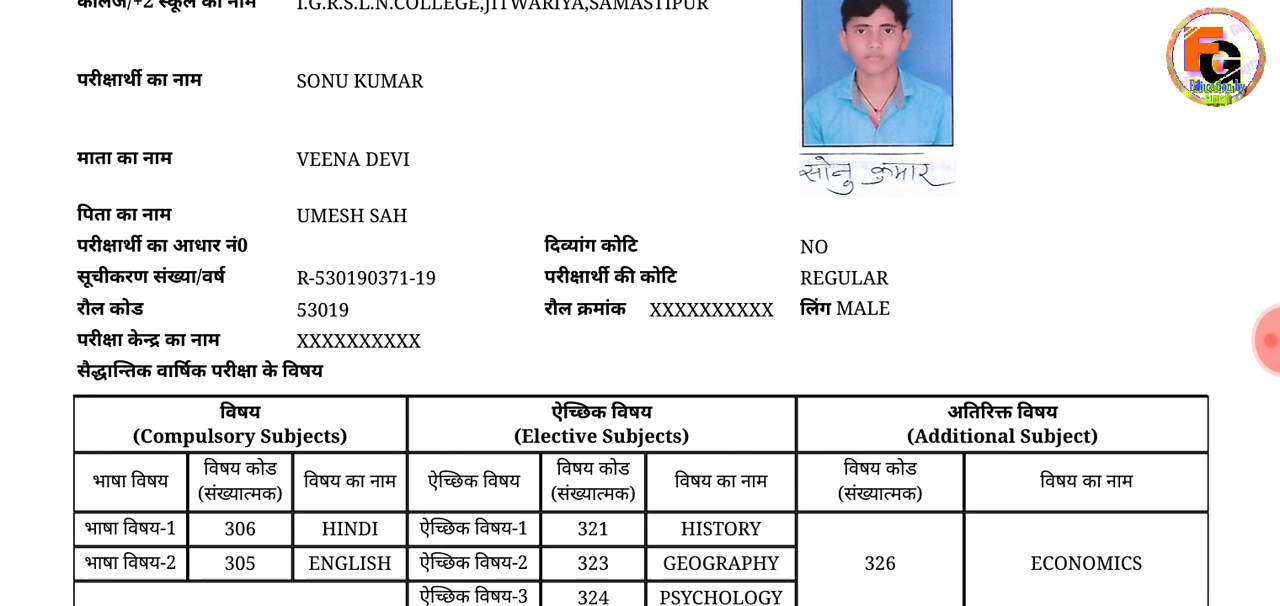 कॉलेज/+2 स्कूल का नाम I.G.R.S.L.N.COLLEGE,JITWARIYA,SAMASTIPUR
परीक्षार्थी का नाम SONU KUMAR
माता का नाम VEENA DEVI
सोनु कुमार
पिता का नाम UMESH SAH
परीक्षार्थी का आधार नं0 दिव्यांग कोटि NO
सूचीकरण संख्या/वर्ष R-530190371-19 परीक्षार्थी की कोटि REGULAR
रौल कोड 53019 रौल क्रमांक XXXXXXXXXX लिंग MALE
परीक्षा केन्द्र का नाम XXXXXXXXXX
सैद्धान्तिक वार्षिक परीक्षा के विषय
विषय ऐच्छिक विषय अतिरिक्त विषय
(Compulsory Subjects) (Elective Subjects) (Additional Subject)
भाषा विषय विषय कोड (संख्यात्मक) विषय का नाम ऐच्छिक विषय विषय कोड (संख्यात्मक) विषय का नाम विषय कोड (संख्यात्मक) विषय का नाम
भाषा विषय-1 306 HINDI ऐच्छिक विषय-1 321 HISTORY
भाषा विषय-2 305 ENGLISH ऐच्छिक विषय-2 323 GEOGRAPHY 326 ECONOMICS
ऐच्छिक विषय-3 324 PSYCHOLOGY
FG
Education by